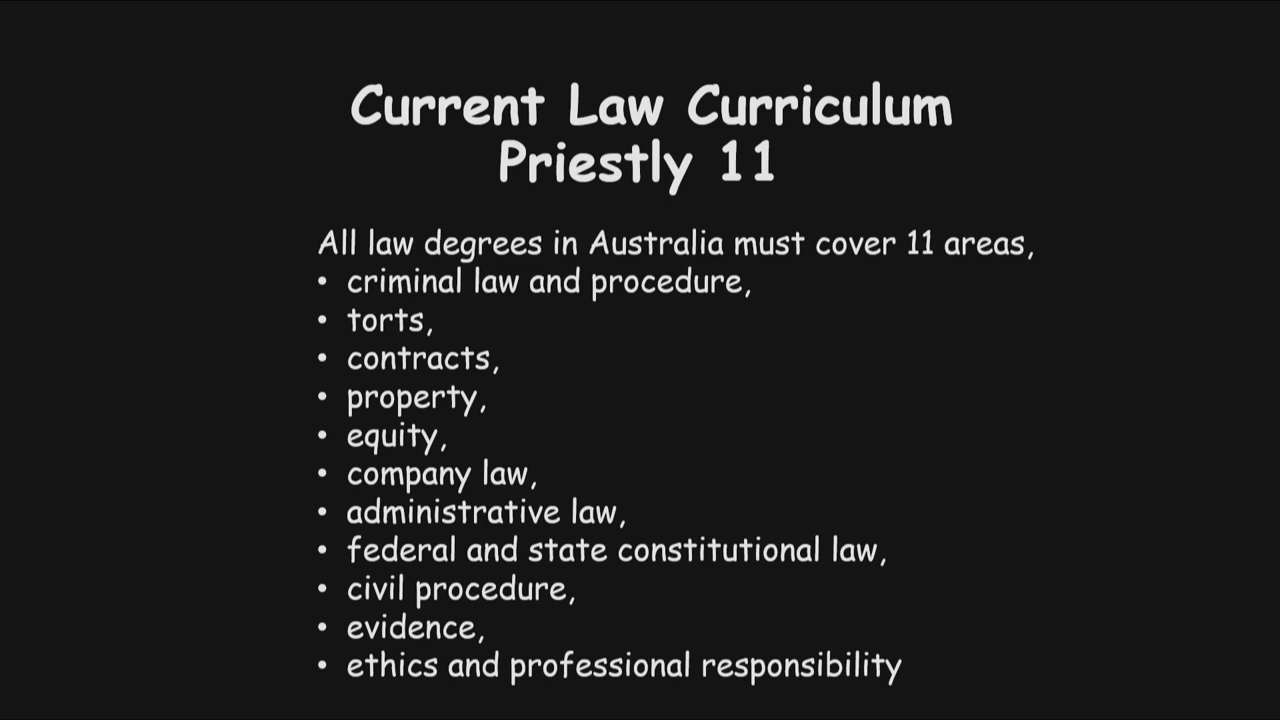 Current Law Curriculum
Priestly 11
All law degrees in Australia must cover 11 areas,
• criminal law and procedure,
• torts,
• contracts,
• property,
• equity,
• company law,
• administrative law,
• federal and state constitutional law,
• civil procedure,
• evidence,
• ethics and professional responsibility